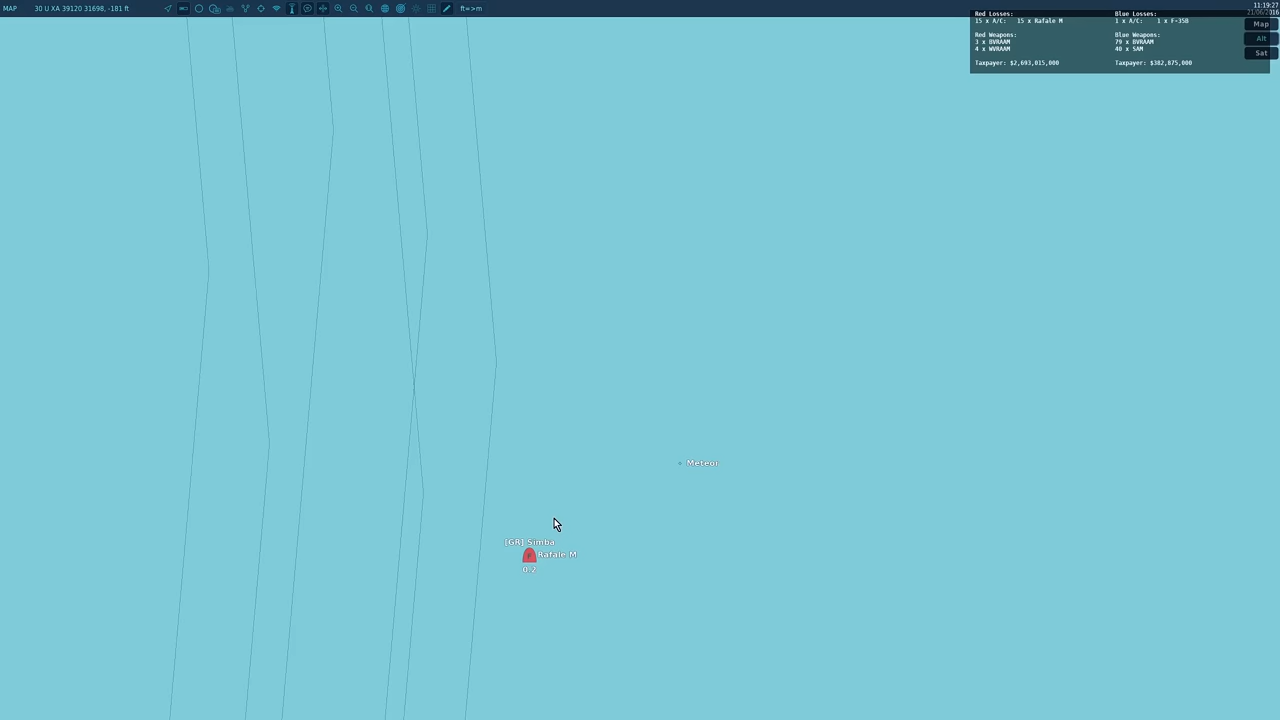 MAP 30 U XA 39120 31698, -181 ft ft=>m 11:19:27
Red Losses: Blue Losses:
15 x A/C: 15 x Rafale M 1 x A/C: 1 x F-35B
Map
Red Weapons: Blue Weapons:
3 x BVRAAM 79 x BVRAAM
Alt
4 x WVRAAM 40 x SAM
Sat
Taxpayer: $2,693,015,000 Taxpayer: $382,875,000
Meteor
[GR] Simba
Rafale M
0.2